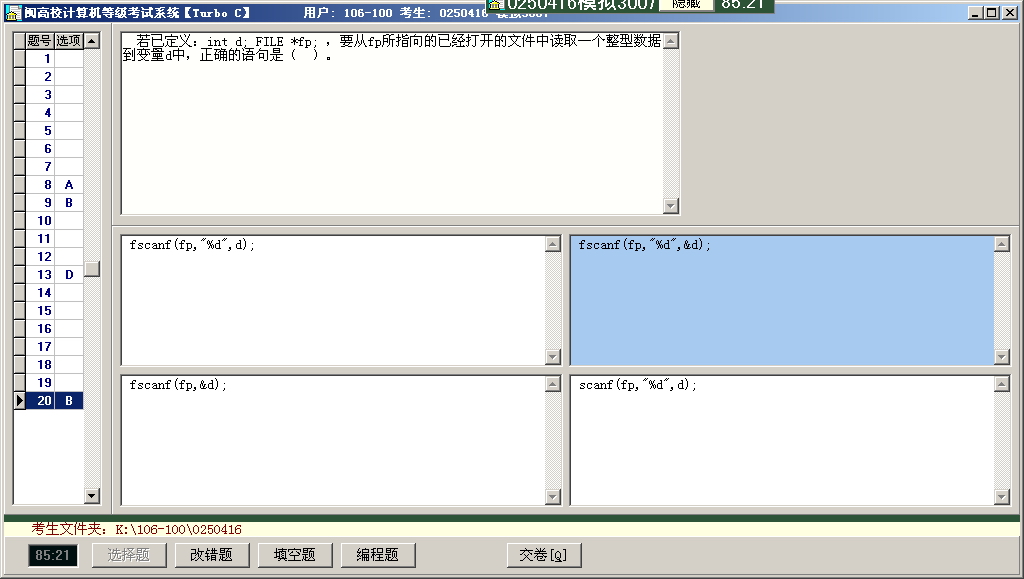 闽高校计算机等级考试系统【Turbo C】 用户: 106-100 考生: 0250416
0250416模拟3007 隐藏 85:21
题号 选项
1
2
3
4
5
6
7
8 A
9 B
10
11
12
13 D
14
15
16
17
18
19
20 B
若已定义: int d; FILE *fp; ，要从fp所指向的已经打开的文件中读取一个整型数据
到变量d中，正确的语句是（ ）。
fscanf(fp,"%d",d);
fscanf(fp,"%d",&d);
fscanf(fp,&d);
scanf(fp,"%d",d);
考生文件夹: K:\106-100\0250416
85:21 选择题 改错题 填空题 编程题 交卷[Q]